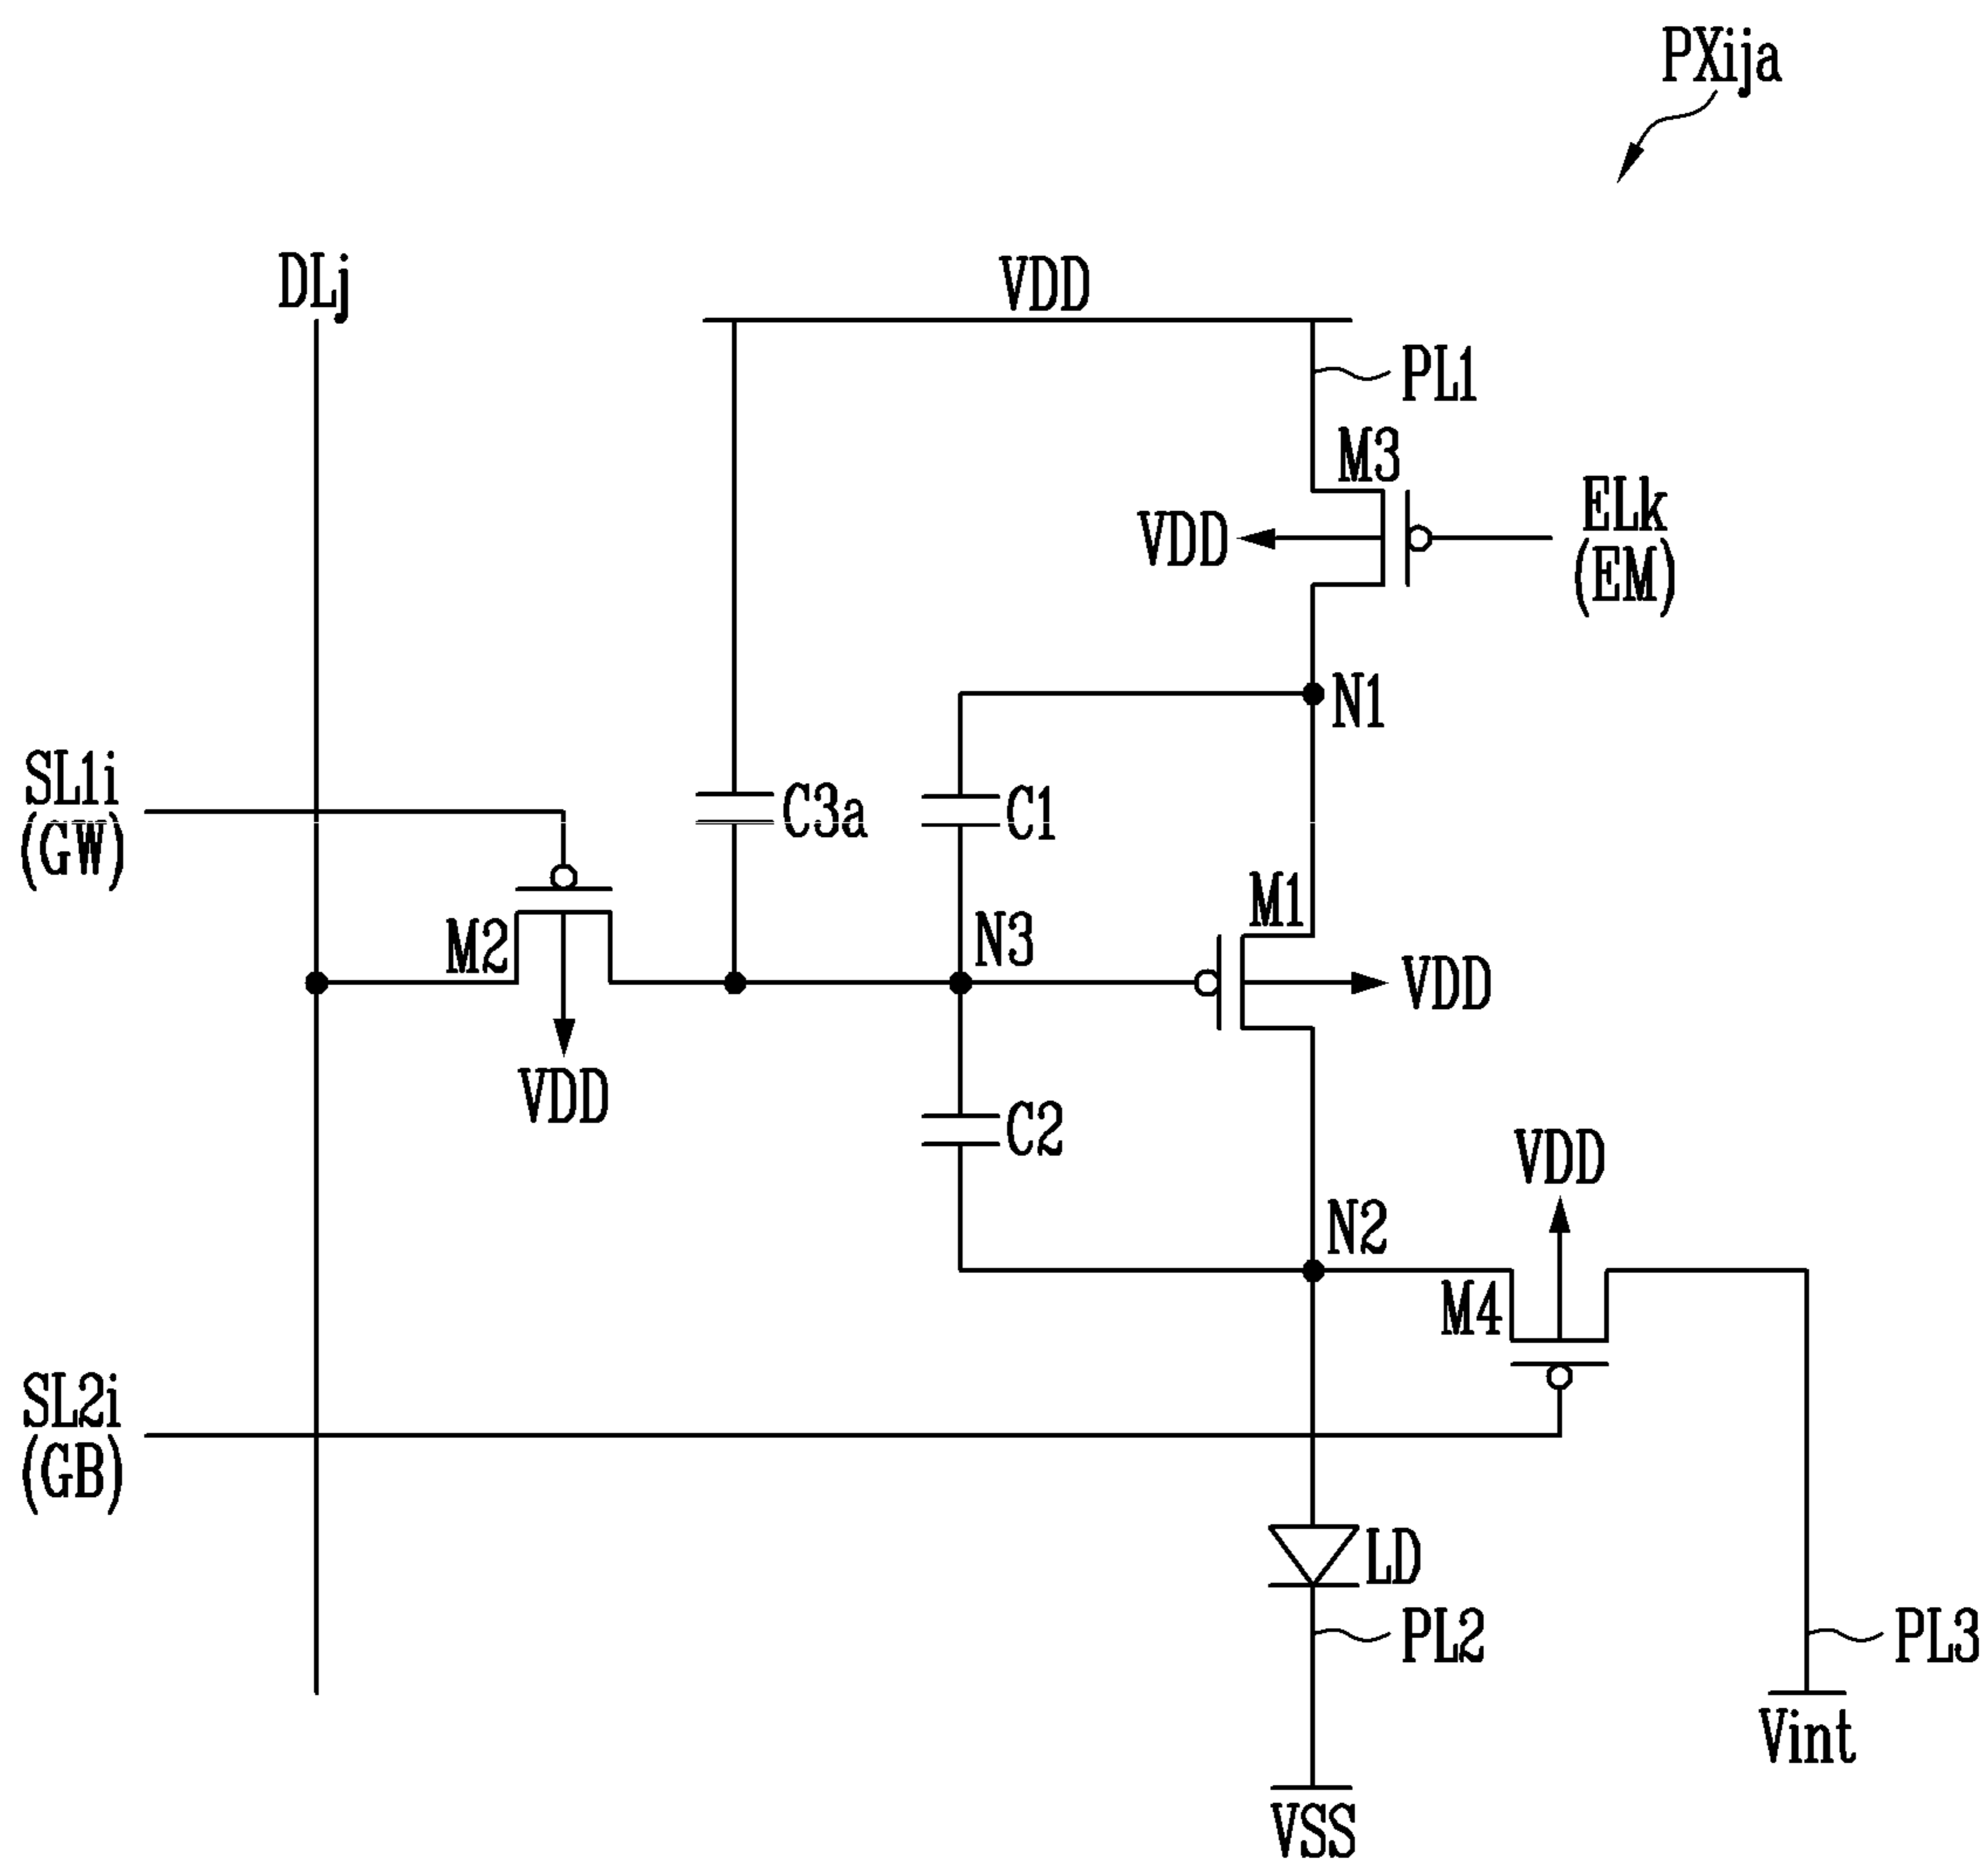 PXija
DLj
VDD
PL1
M3
VDD
ELk
(EM)
N1
SL1i
(GW)
C3a
C1
M1
M2
N3
VDD
VDD
C2
VDD
N2
M4
SL2i
(GB)
LD
PL2
PL3
Vint
VSS